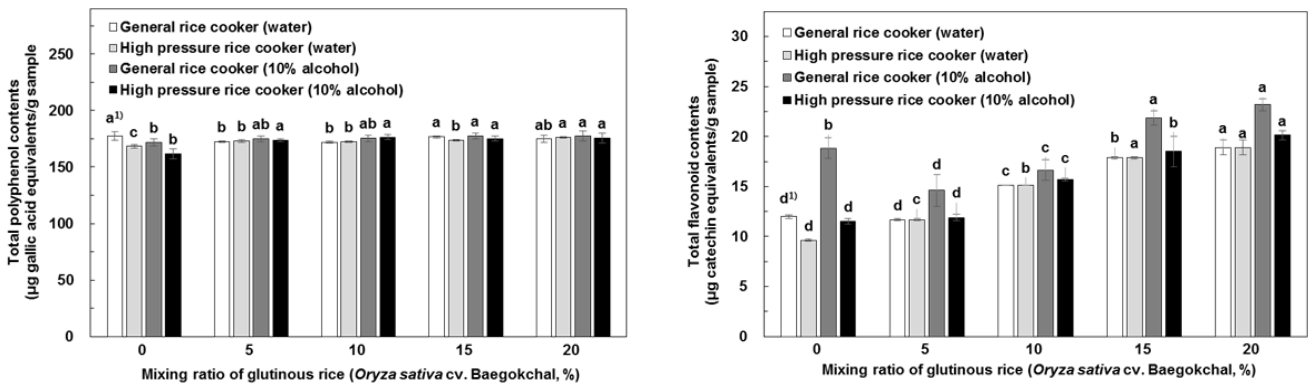 Total polyphenol contents
(μg gallic acid equivalents/g sample)
250
200
150
100
50
0
General rice cooker (water)
High pressure rice cooker (water)
General rice cooker (10% alcohol)
High pressure rice cooker (10% alcohol)
a1) c b b
b b ab a
b b a a
a b a a
ab a a a
0 5 10 15 20
Mixing ratio of glutinous rice (Oryza sativa cv. Baegokchal, %)
Total flavonoid contents
(μg catechin equivalents/g sample)
30
25
20
15
10
5
0
General rice cooker (water)
High pressure rice cooker (water)
General rice cooker (10% alcohol)
High pressure rice cooker (10% alcohol)
d1) d b d
d c d d
c b c c
b a a b
a a a a
0 5 10 15 20
Mixing ratio of glutinous rice (Oryza sativa cv. Baegokchal, %)